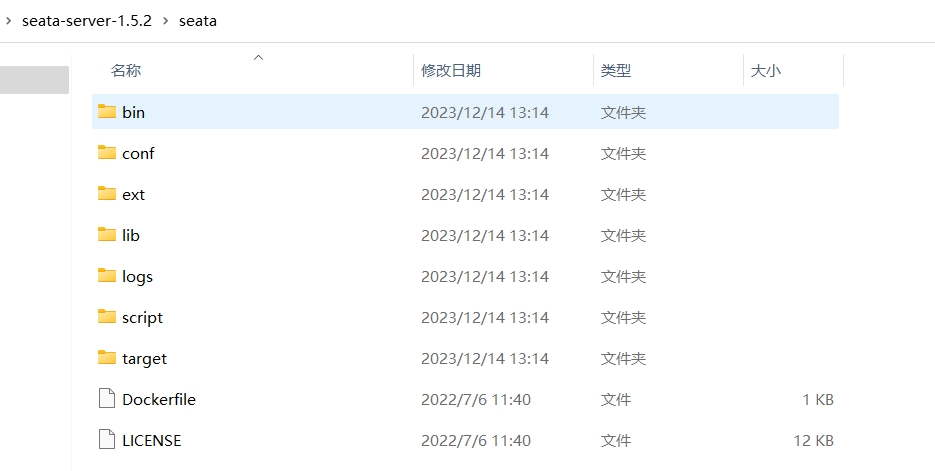 seata-server-1.5.2 > seata
名称 修改日期 类型 大小
bin 2023/12/14 13:14 文件夹
conf 2023/12/14 13:14 文件夹
ext 2023/12/14 13:14 文件夹
lib 2023/12/14 13:14 文件夹
logs 2023/12/14 13:14 文件夹
script 2023/12/14 13:14 文件夹
target 2023/12/14 13:14 文件夹
Dockerfile 2022/7/6 11:40 文件 1 KB
LICENSE 2022/7/6 11:40 文件 12 KB